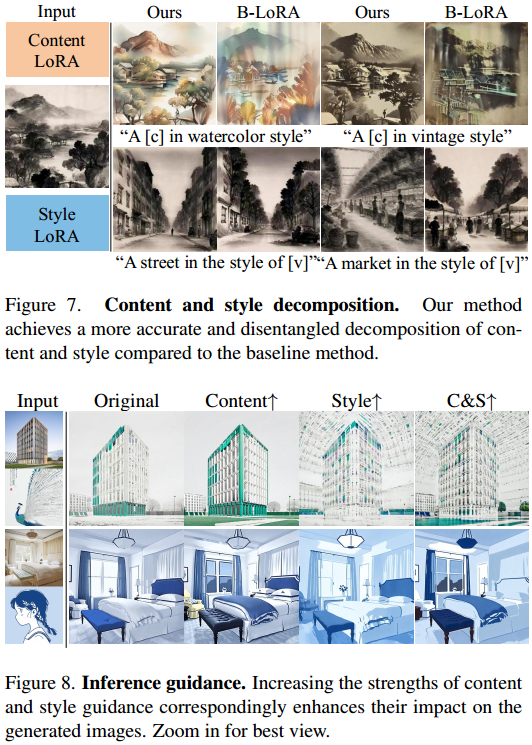 Input Ours B-LoRA Ours B-LoRA
Content
LoRA
Style
LoRA
“A [c] in watercolor style” “A [c] in vintage style”
“A street in the style of [v]”“A market in the style of [v]”
Figure 7. Content and style decomposition. Our method
achieves a more accurate and disentangled decomposition of con-
tent and style compared to the baseline method.
Input Original Content↑ Style↑ C&S↑
Figure 8. Inference guidance. Increasing the strengths of content
and style guidance correspondingly enhances their impact on the
generated images. Zoom in for best view.